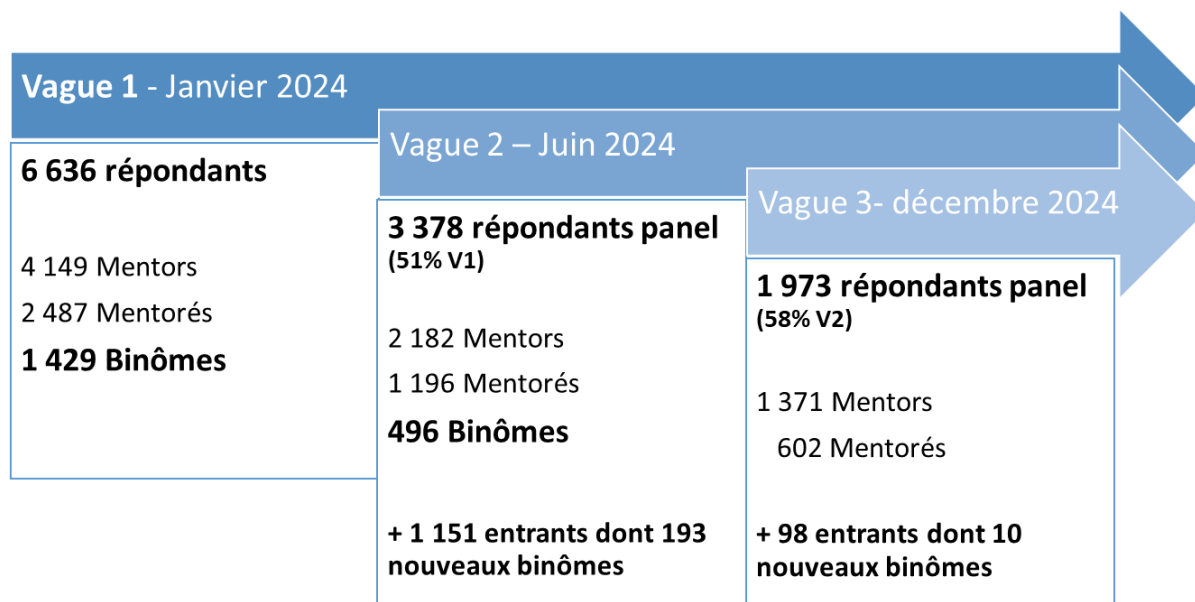 Vague 1 - Janvier 2024
6 636 répondants
4 149 Mentors
2 487 Mentorés
1 429 Binômes
Vague 2 – Juin 2024
3 378 répondants panel
(51% V1)
2 182 Mentors
1 196 Mentorés
496 Binômes
+ 1 151 entrants dont 193
nouveaux binômes
Vague 3- décembre 2024
1 973 répondants panel
(58% V2)
1 371 Mentors
602 Mentorés
+ 98 entrants dont 10
nouveaux binômes